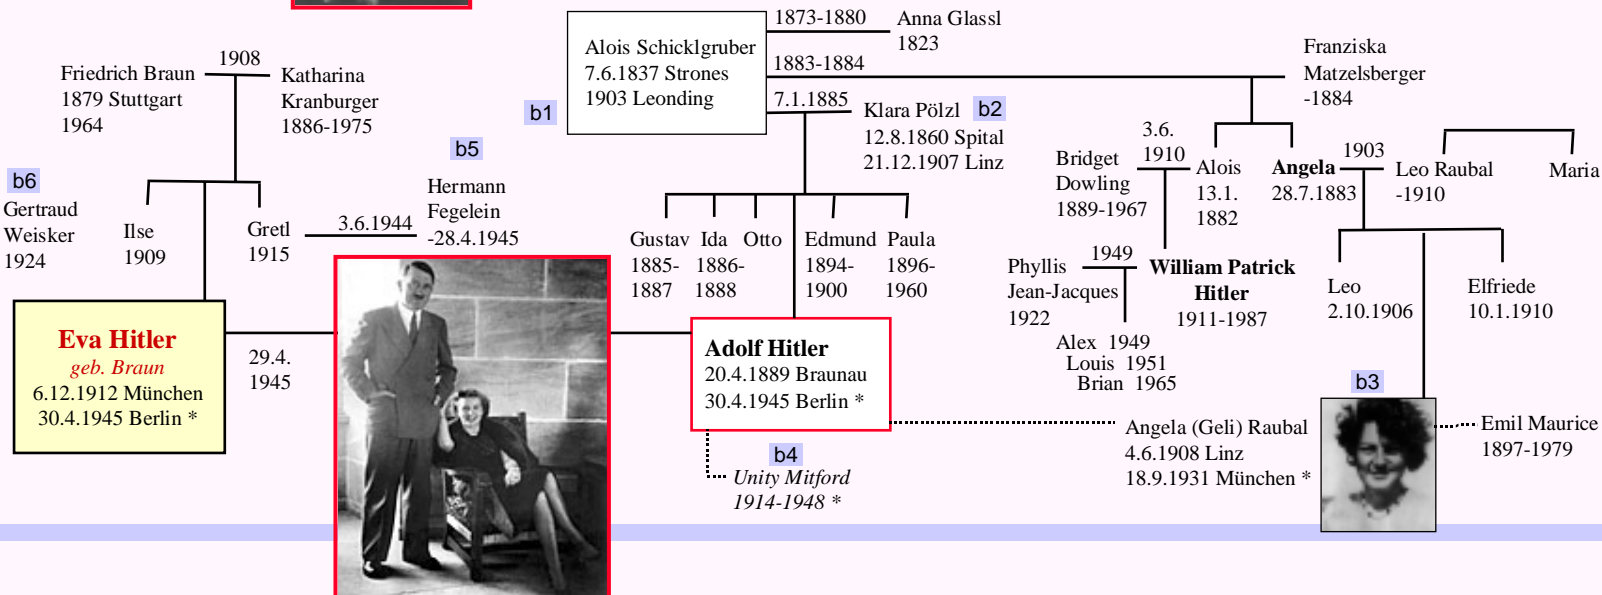 1873-1880
Anna Glassl
1823
Alois Schicklgruber
7.6.1837 Strones
1903 Leonding
1883-1884
Franziska
Matzelsberger
-1884
7.1.1885
b1
Klara Pölzl
12.8.1860 Spital
21.12.1907 Linz
b2
Friedrich Braun
1879 Stuttgart
1964
1908
Katharina
Kranburger
1886-1975
b5
Hermann
Fegelein
-28.4.1945
b6
Gertraud
Weisker
1924
Ilse
1909
Gretl
1915
3.6.1944
Gustav
1885-
1887
Ida
1886-
1888
Otto
Edmund
1894-
1900
Paula
1896-
1960
Bridget
Dowling
1889-1967
3.6.
1910
Alois
13.1.
1882
Angela
28.7.1883
1903
Leo Raubal
-1910
Maria
Phyllis
Jean-Jacques
1922
1949
William Patrick
Hitler
1911-1987
Alex 1949
Louis 1951
Brian 1965
Leo
2.10.1906
Elfriede
10.1.1910
Eva Hitler
geb. Braun
6.12.1912 München
30.4.1945 Berlin *
29.4.
1945
Adolf Hitler
20.4.1889 Braunau
30.4.1945 Berlin *
b4
Unity Mitford
1914-1948 *
Angela (Geli) Raubal
4.6.1908 Linz
18.9.1931 München *
b3
Emil Maurice
1897-1979